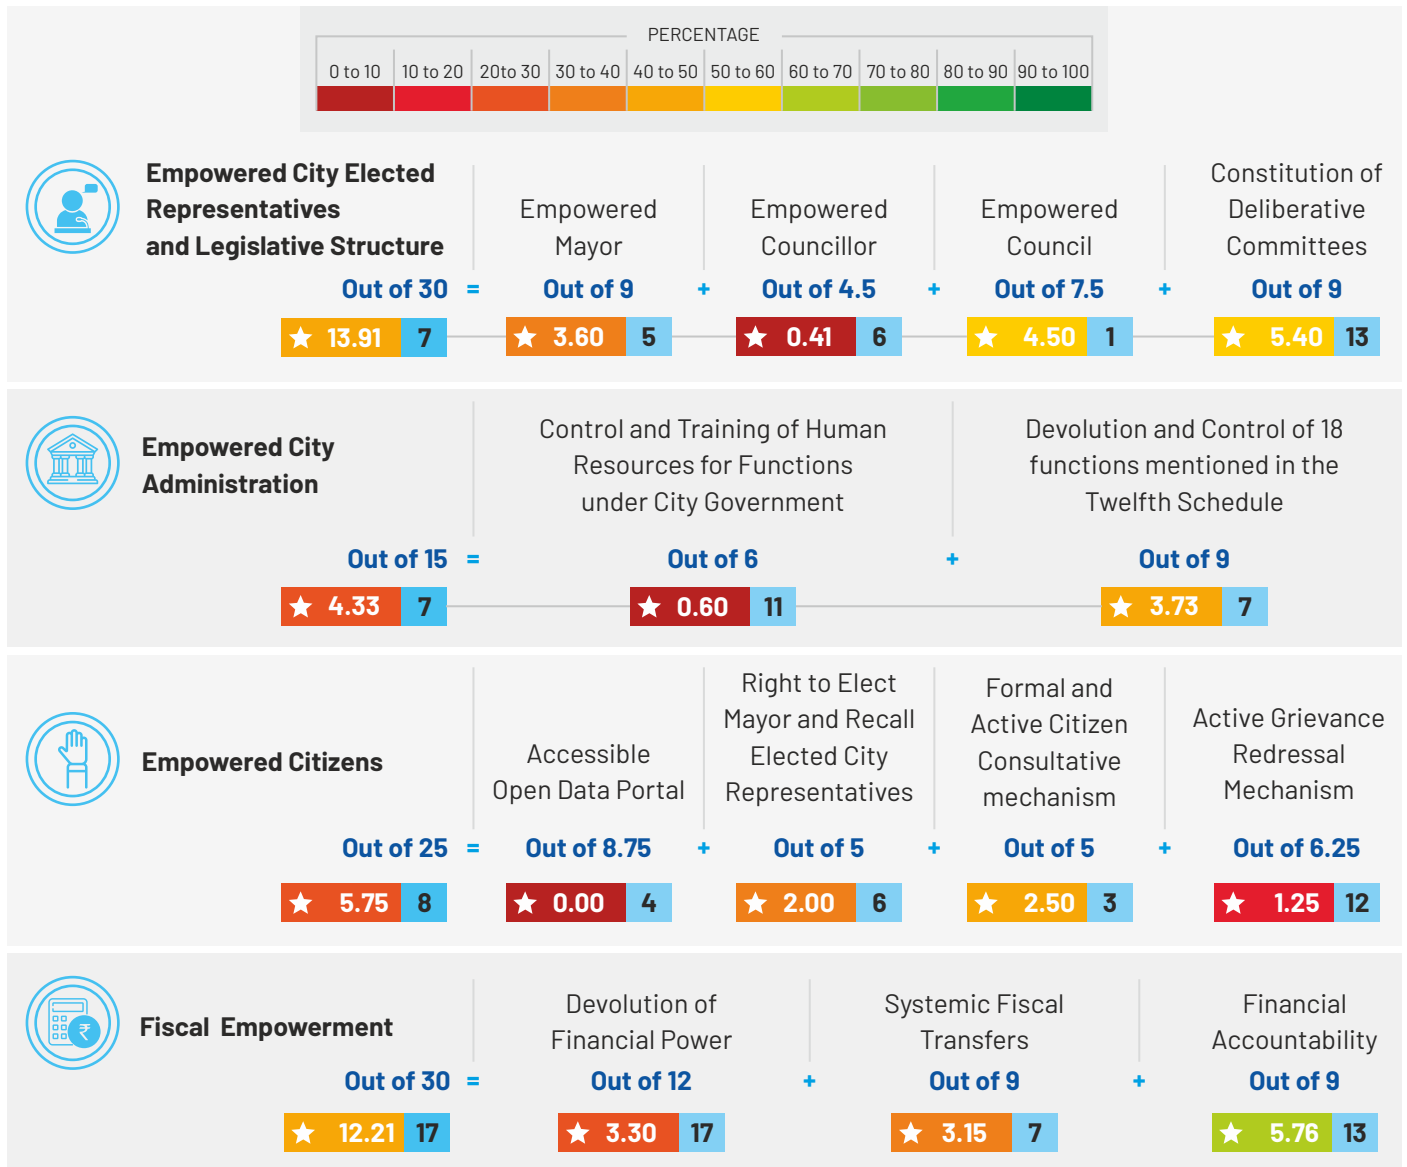 PERCENTAGE
0 to 10 10 to 20 20to 30 30 to 40 40 to 50 50 to 60 60 to 70 70 to 80 80 to 90 90 to 100
Empowered City Elected
Representatives
and Legislative Structure
Out of 30 =
13.91 7
Empowered
Mayor
Out of 9 +
3.60 5
Empowered
Councillor
Out of 4.5 +
0.41 6
Empowered
Council
Out of 7.5 +
4.50 1
Constitution of
Deliberative
Committees
Out of 9
5.40 13
Empowered City
Administration
Out of 15 =
4.33 7
Control and Training of Human
Resources for Functions
under City Government
Out of 6 +
0.60 11
Devolution and Control of 18
functions mentioned in the
Twelfth Schedule
Out of 9
3.73 7
Empowered Citizens
Out of 25 =
5.75 8
Accessible
Open Data Portal
Out of 8.75 +
0.00 4
Right to Elect
Mayor and Recall
Elected City
Representatives
Out of 5 +
2.00 6
Formal and
Active Citizen
Consultative
mechanism
Out of 5 +
2.50 3
Active Grievance
Redressal
Mechanism
Out of 6.25
1.25 12
₹
Fiscal Empowerment
Out of 30 =
12.21 17
Devolution of
Financial Power
Out of 12 +
3.30 17
Systemic Fiscal
Transfers
Out of 9 +
3.15 7
Financial
Accountability
Out of 9
5.76 13